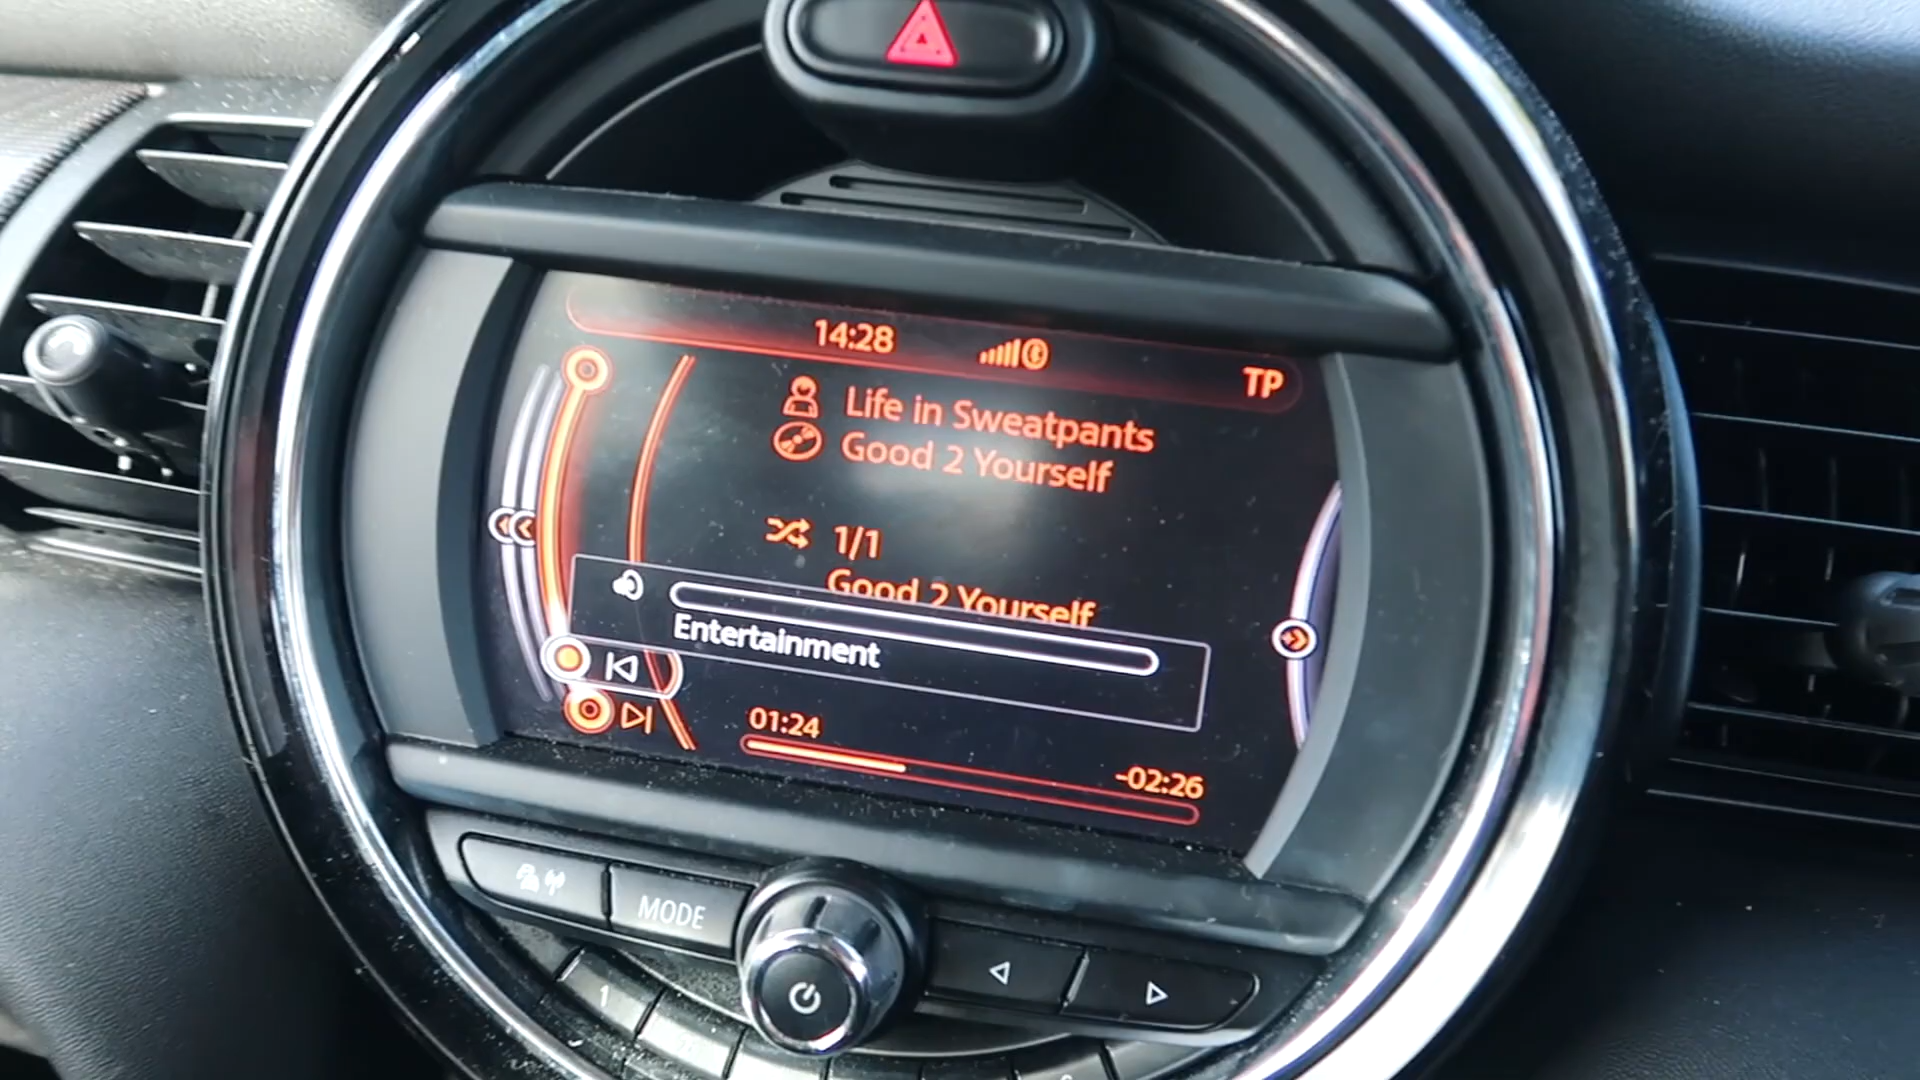 14:28
TP
Life in Sweatpants
Good 2 Yourself
1/1
Good 2 Yourself
Entertainment
01:24
-02:26
MODE
1